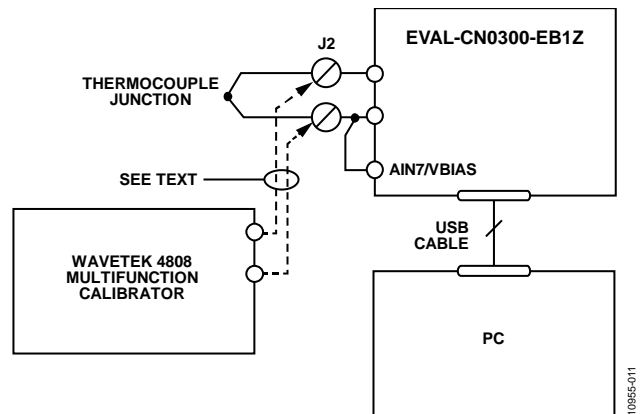 J2
EVAL-CN0300-EB1Z
THERMOCOUPLE
JUNCTION
SEE TEXT
AIN7/VBIAS
WAVETEK 4808
MULTIFUNCTION
CALIBRATOR
USB
CABLE
PC
10955-011